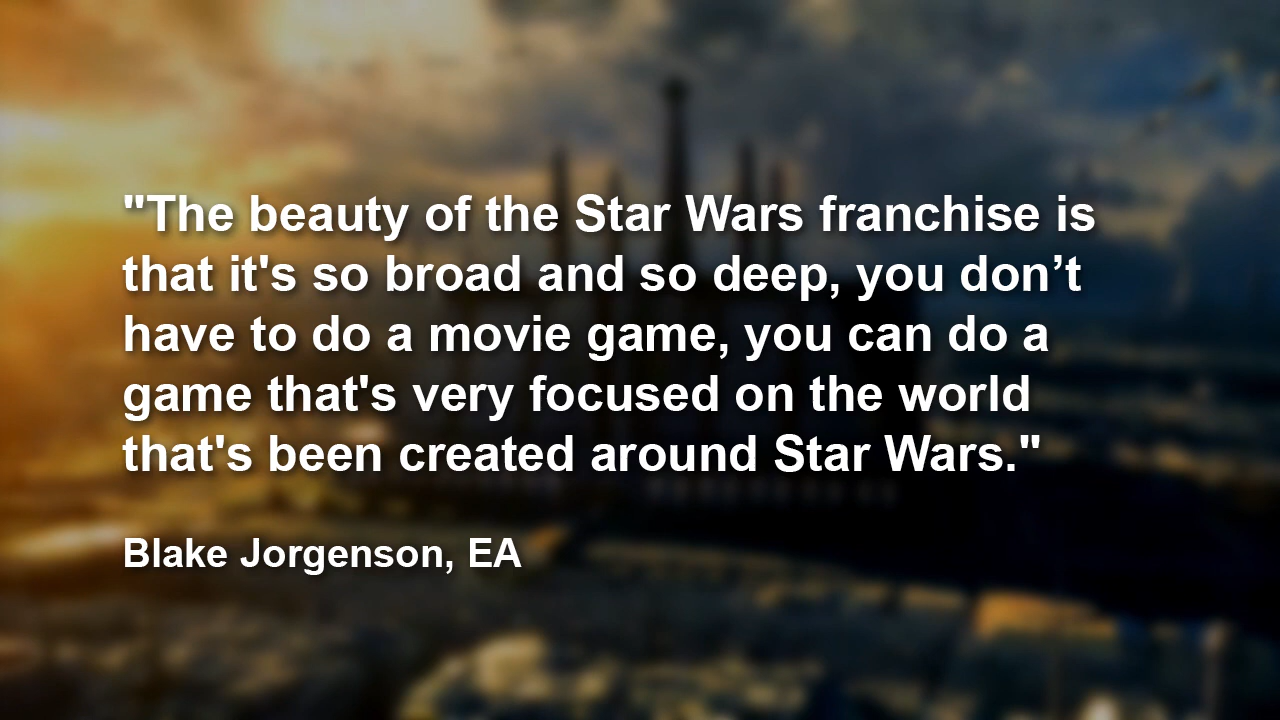 "The beauty of the Star Wars franchise is
that it's so broad and so deep, you don’t
have to do a movie game, you can do a
game that's very focused on the world
that's been created around Star Wars."
Blake Jorgenson, EA